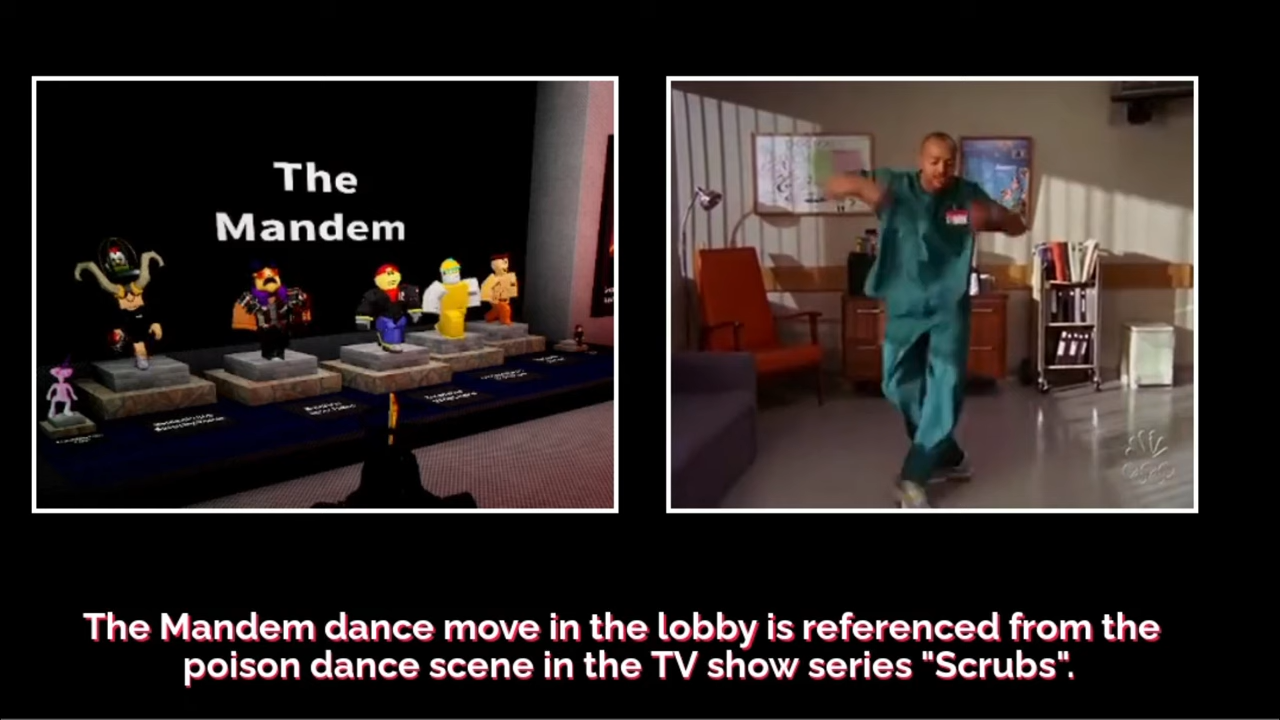 The
Mandem
The Mandem dance move in the lobby is referenced from the
poison dance scene in the TV show series "Scrubs".